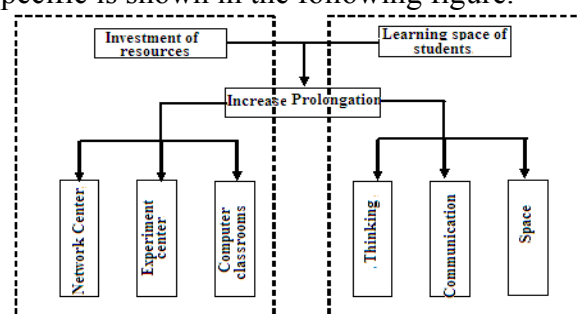 pecific is shown in the following figure.
Investment of
resources
Learning space of
students
Increase Prolongation
Network Center
Experiment
center
Computer
classrooms
Thinking
Communication
Space